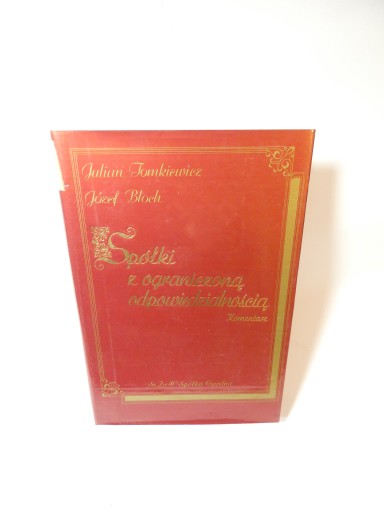 Julian Tomkiewicz
Józef Bloch
Spółki
z ograniczoną
odpowiedzialnością
Komentarz